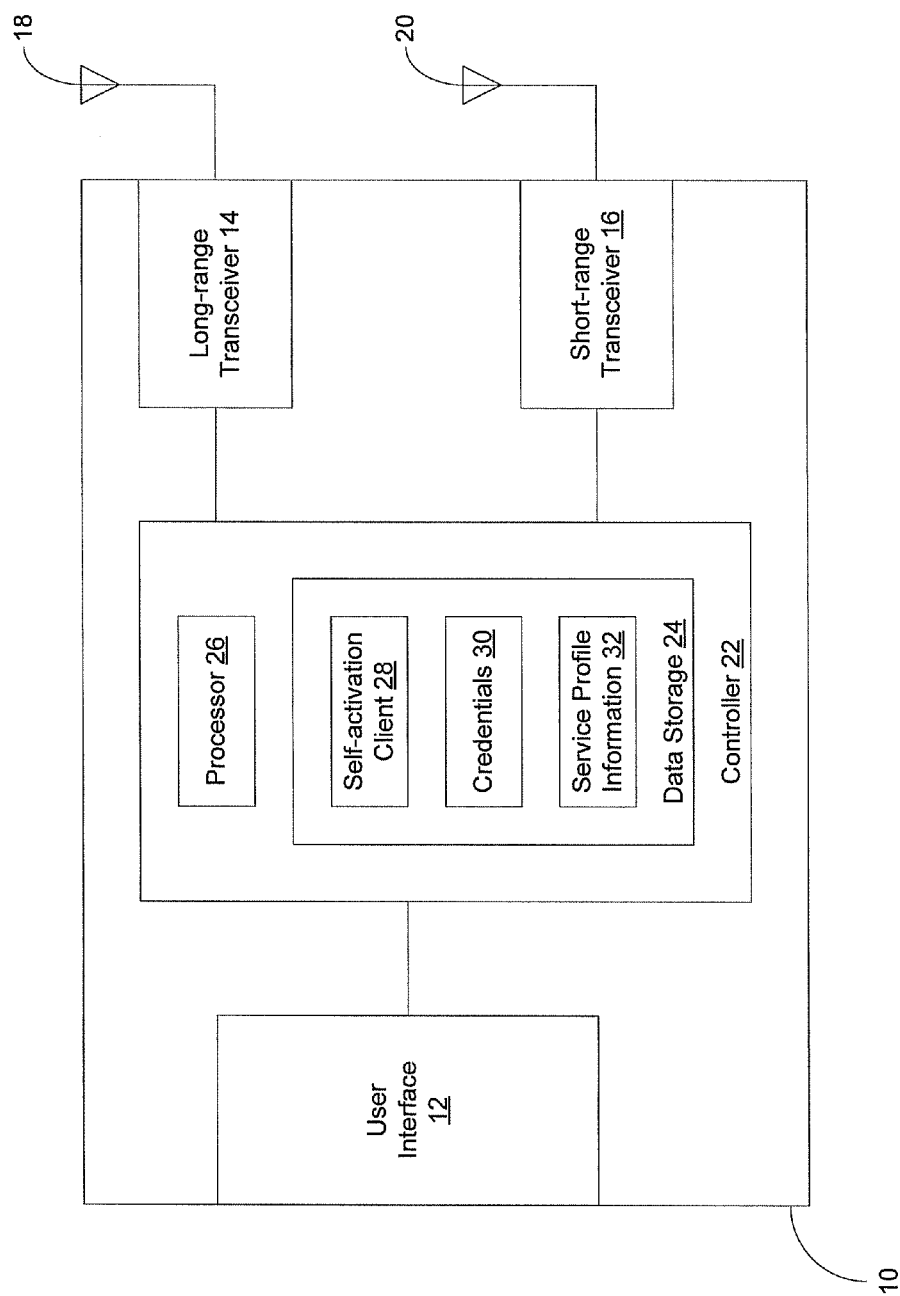 18
20
Long-range
Transceiver 14
Short-range
Transceiver 16
Processor 26
Self-activation
Client 28
Credentials 30
Service Profile
Information 32
Data Storage 24
Controller 22
User
Interface
12
10